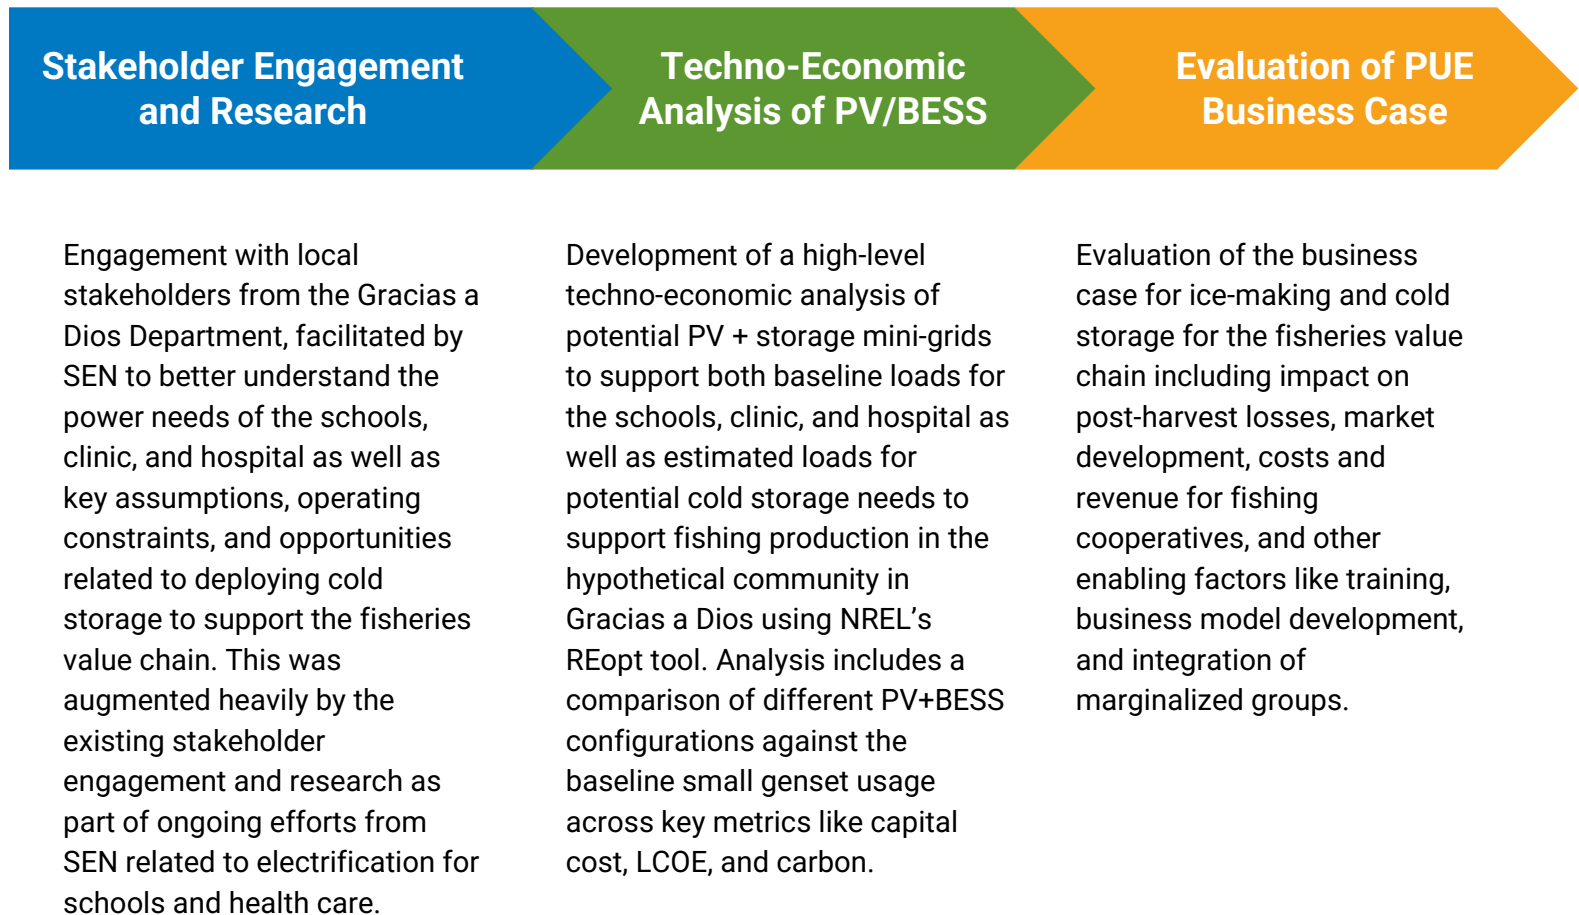 Stakeholder Engagement
and Research
Techno-Economic
Analysis of PV/BESS
Evaluation of PUE
Business Case
Engagement with local
stakeholders from the Gracias a
Dios Department, facilitated by
SEN to better understand the
power needs of the schools,
clinic, and hospital as well as
key assumptions, operating
constraints, and opportunities
related to deploying cold
storage to support the fisheries
value chain. This was
augmented heavily by the
existing stakeholder
engagement and research as
part of ongoing efforts from
SEN related to electrification for
schools and health care.
Development of a high-level
techno-economic analysis of
potential PV + storage mini-grids
to support both baseline loads for
the schools, clinic, and hospital as
well as estimated loads for
potential cold storage needs to
support fishing production in the
hypothetical community in
Gracias a Dios using NREL’s
REopt tool. Analysis includes a
comparison of different PV+BESS
configurations against the
baseline small genset usage
across key metrics like capital
cost, LCOE, and carbon.
Evaluation of the business
case for ice-making and cold
storage for the fisheries value
chain including impact on
post-harvest losses, market
development, costs and
revenue for fishing
cooperatives, and other
enabling factors like training,
business model development,
and integration of
marginalized groups.